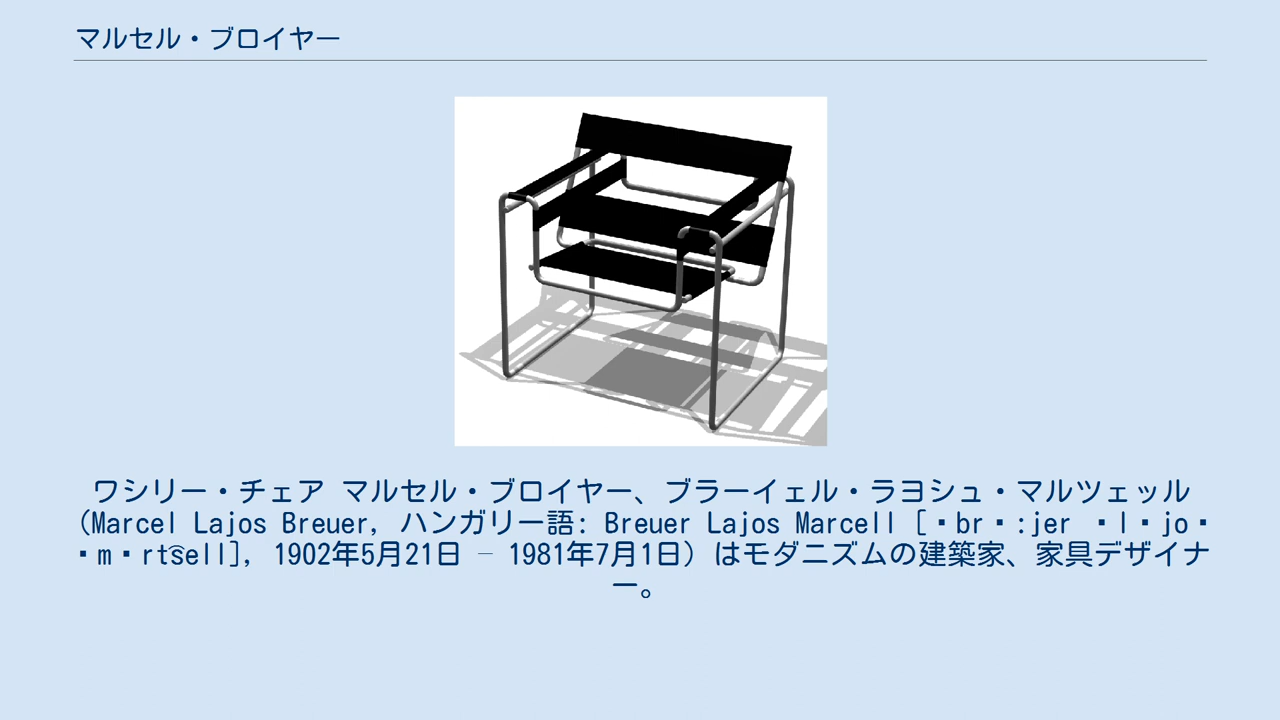 マルセル・ブロイヤー
ワシリー・チェア マルセル・ブロイヤー、ブラーイェル・ラヨシュ・マルツェッル
(Marcel Lajos Breuer, ハンガリー語: Breuer Lajos Marcell [▪br▪ːjer ▪l▪jo▪
▪m▪rt͡sell], 1902年5月21日 – 1981年7月1日) はモダニズムの建築家、家具デザイナ
ー。